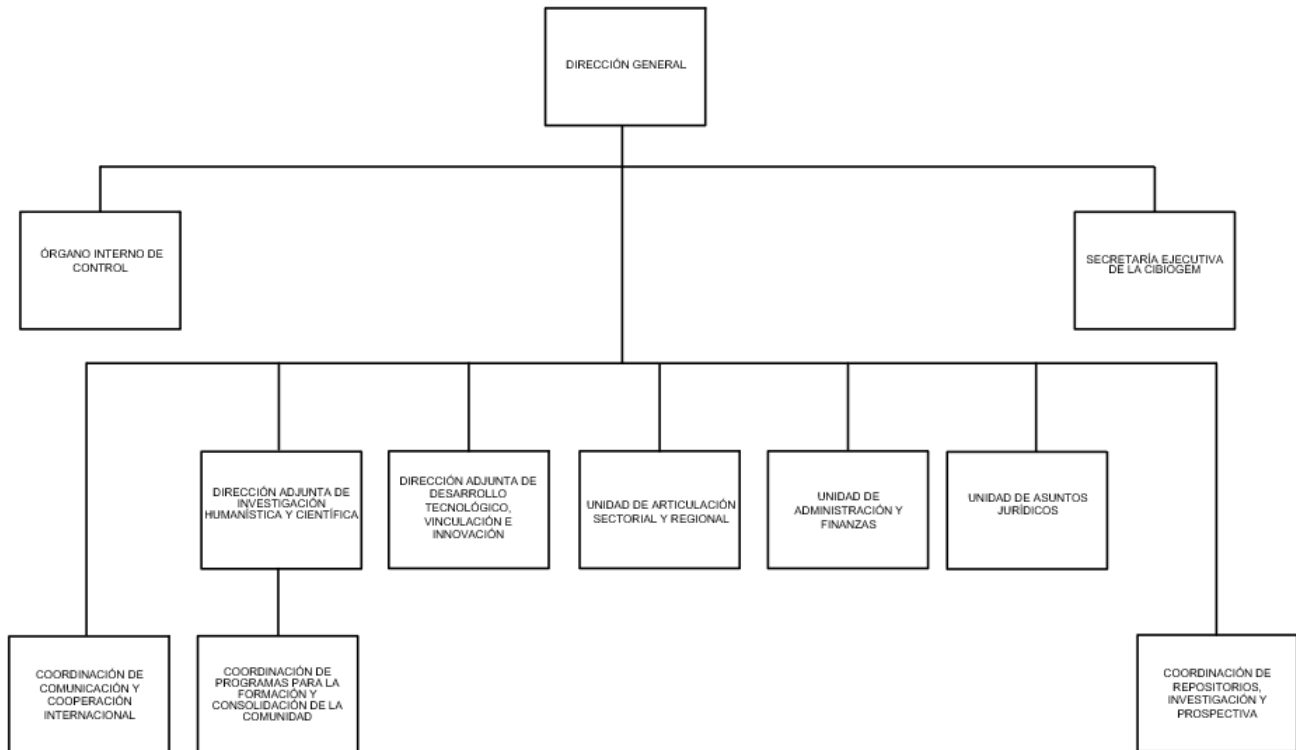 DIRECCIÓN GENERAL
ÓRGANO INTERNO DE
CONTROL
SECRETARÍA EJECUTIVA
DE LA CIBIOGEM
DIRECCIÓN ADJUNTA DE
INVESTIGACIÓN
HUMANÍSTICA Y CIENTÍFICA
DIRECCIÓN ADJUNTA DE
DESARROLLO
TECNOLÓGICO,
VINCULACIÓN E
INNOVACIÓN
UNIDAD DE ARTICULACIÓN
SECTORIAL Y REGIONAL
UNIDAD DE
ADMINISTRACIÓN Y
FINANZAS
UNIDAD DE ASUNTOS
JURÍDICOS
COORDINACIÓN DE
COMUNICACIÓN Y
COOPERACIÓN
INTERNACIONAL
COORDINACIÓN DE
PROGRAMAS PARA LA
FORMACIÓN Y
CONSOLIDACIÓN DE LA
COMUNIDAD
COORDINACIÓN DE
REPOSITORIOS,
INVESTIGACIÓN Y
PROSPECTIVA